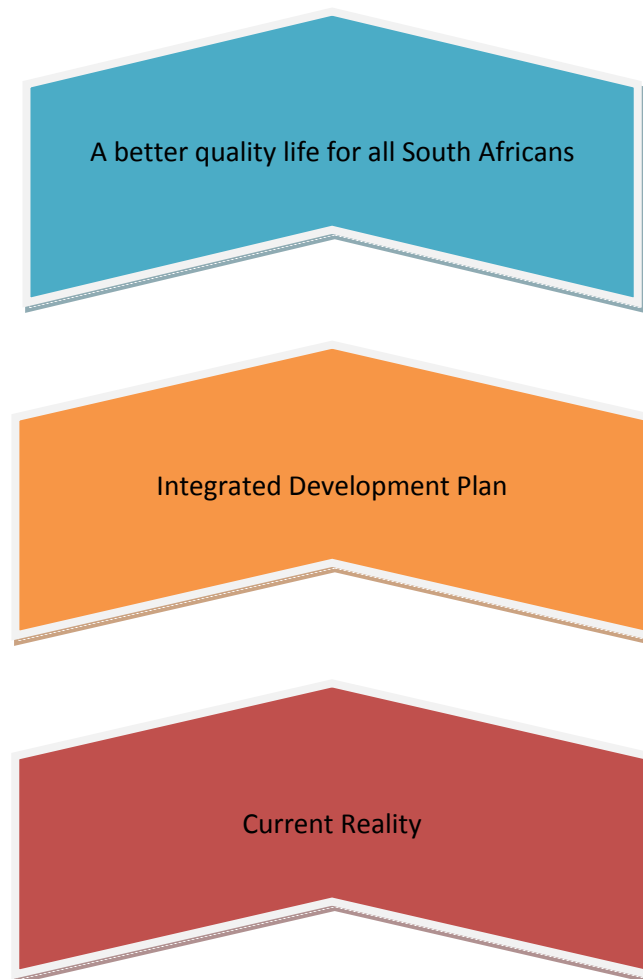 A better quality life for all South Africans
Integrated Development Plan
Current Reality